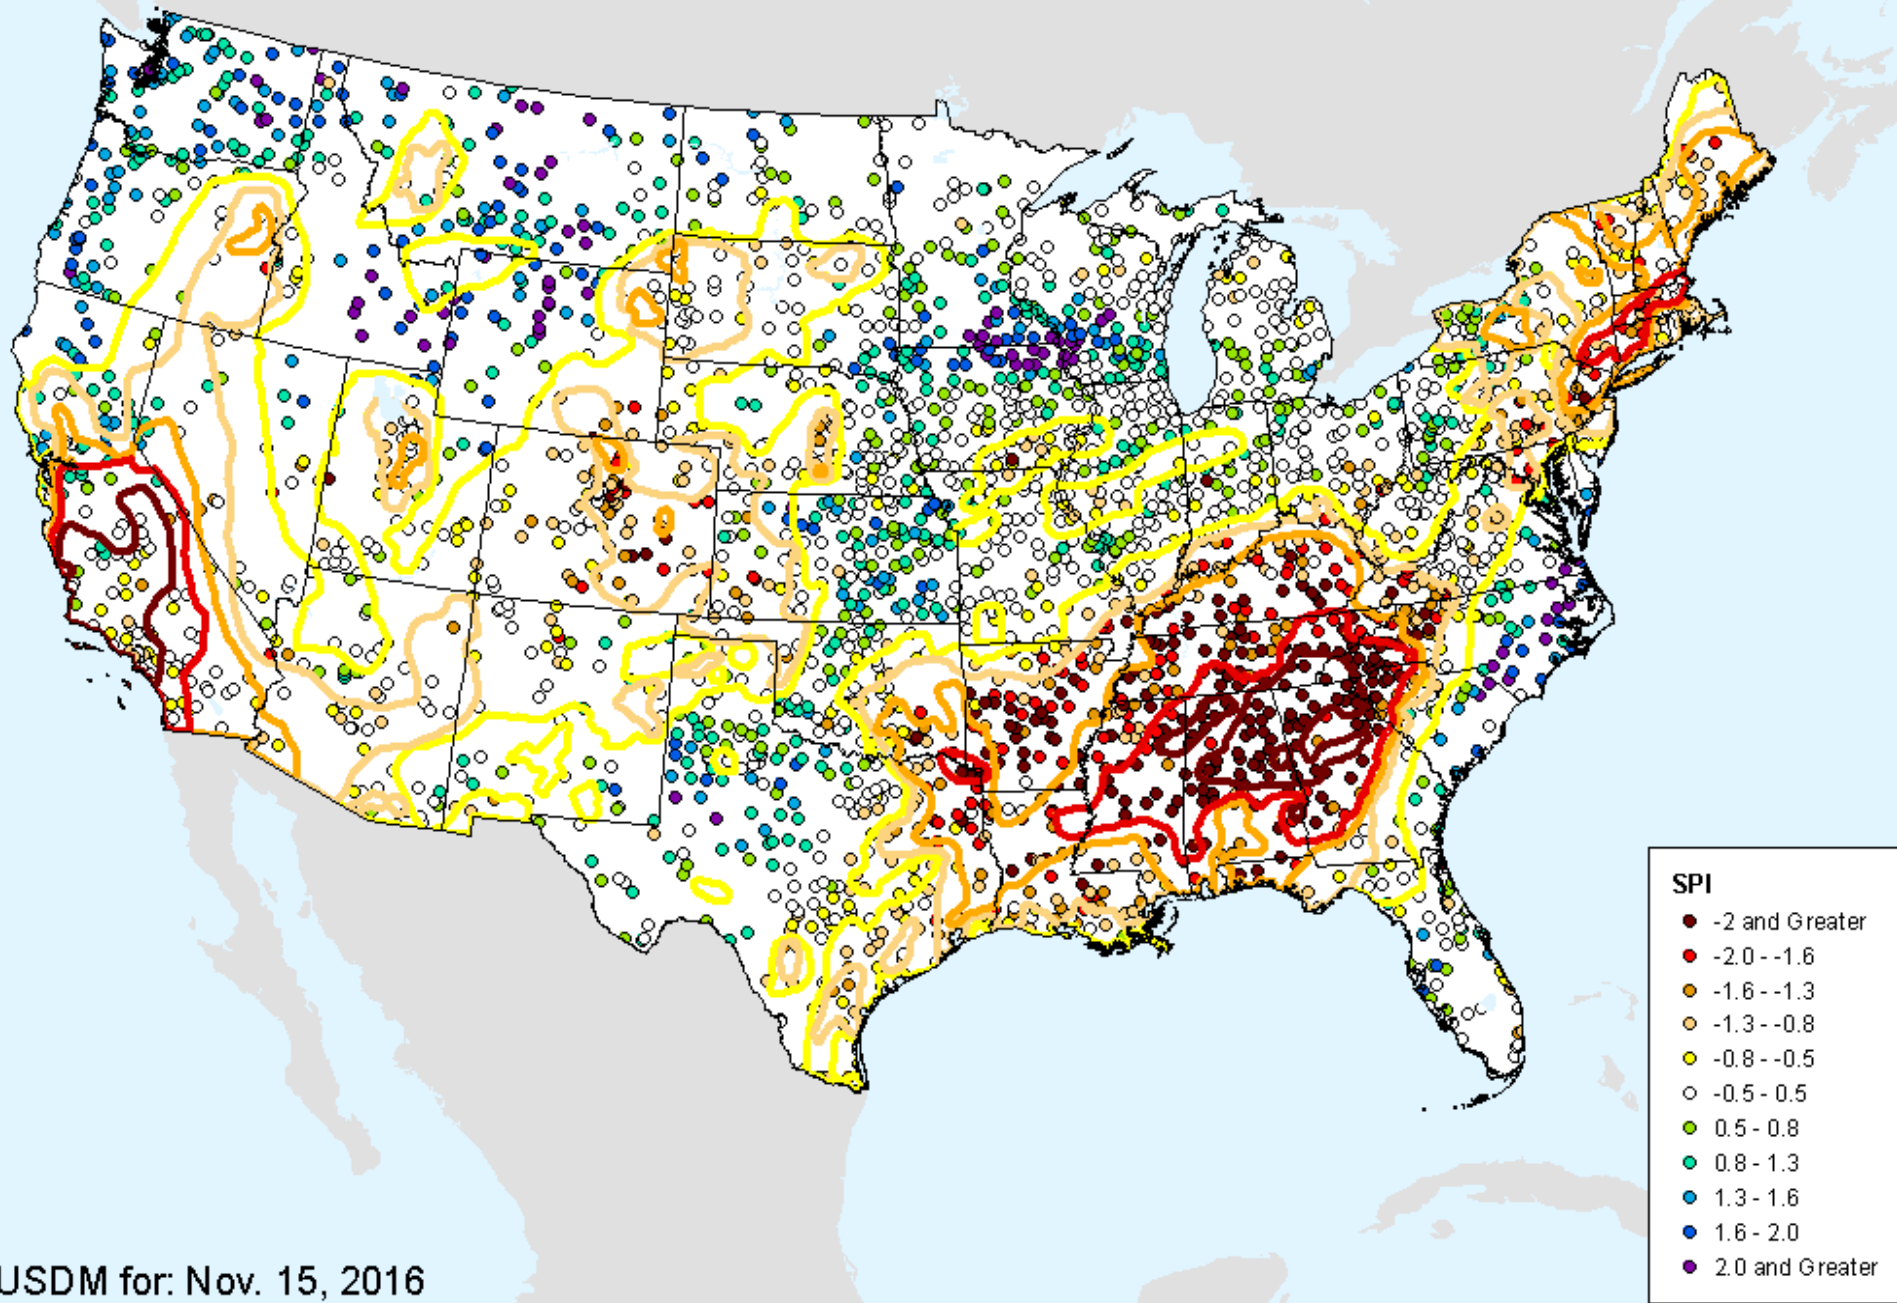 SPI
-2 and Greater
-2.0 - -1.6
-1.6 - -1.3
-1.3 - -0.8
-0.8 - -0.5
-0.5 - 0.5
0.5 - 0.8
0.8 - 1.3
1.3 - 1.6
1.6 - 2.0
2.0 and Greater
USDM for: Nov. 15, 2016